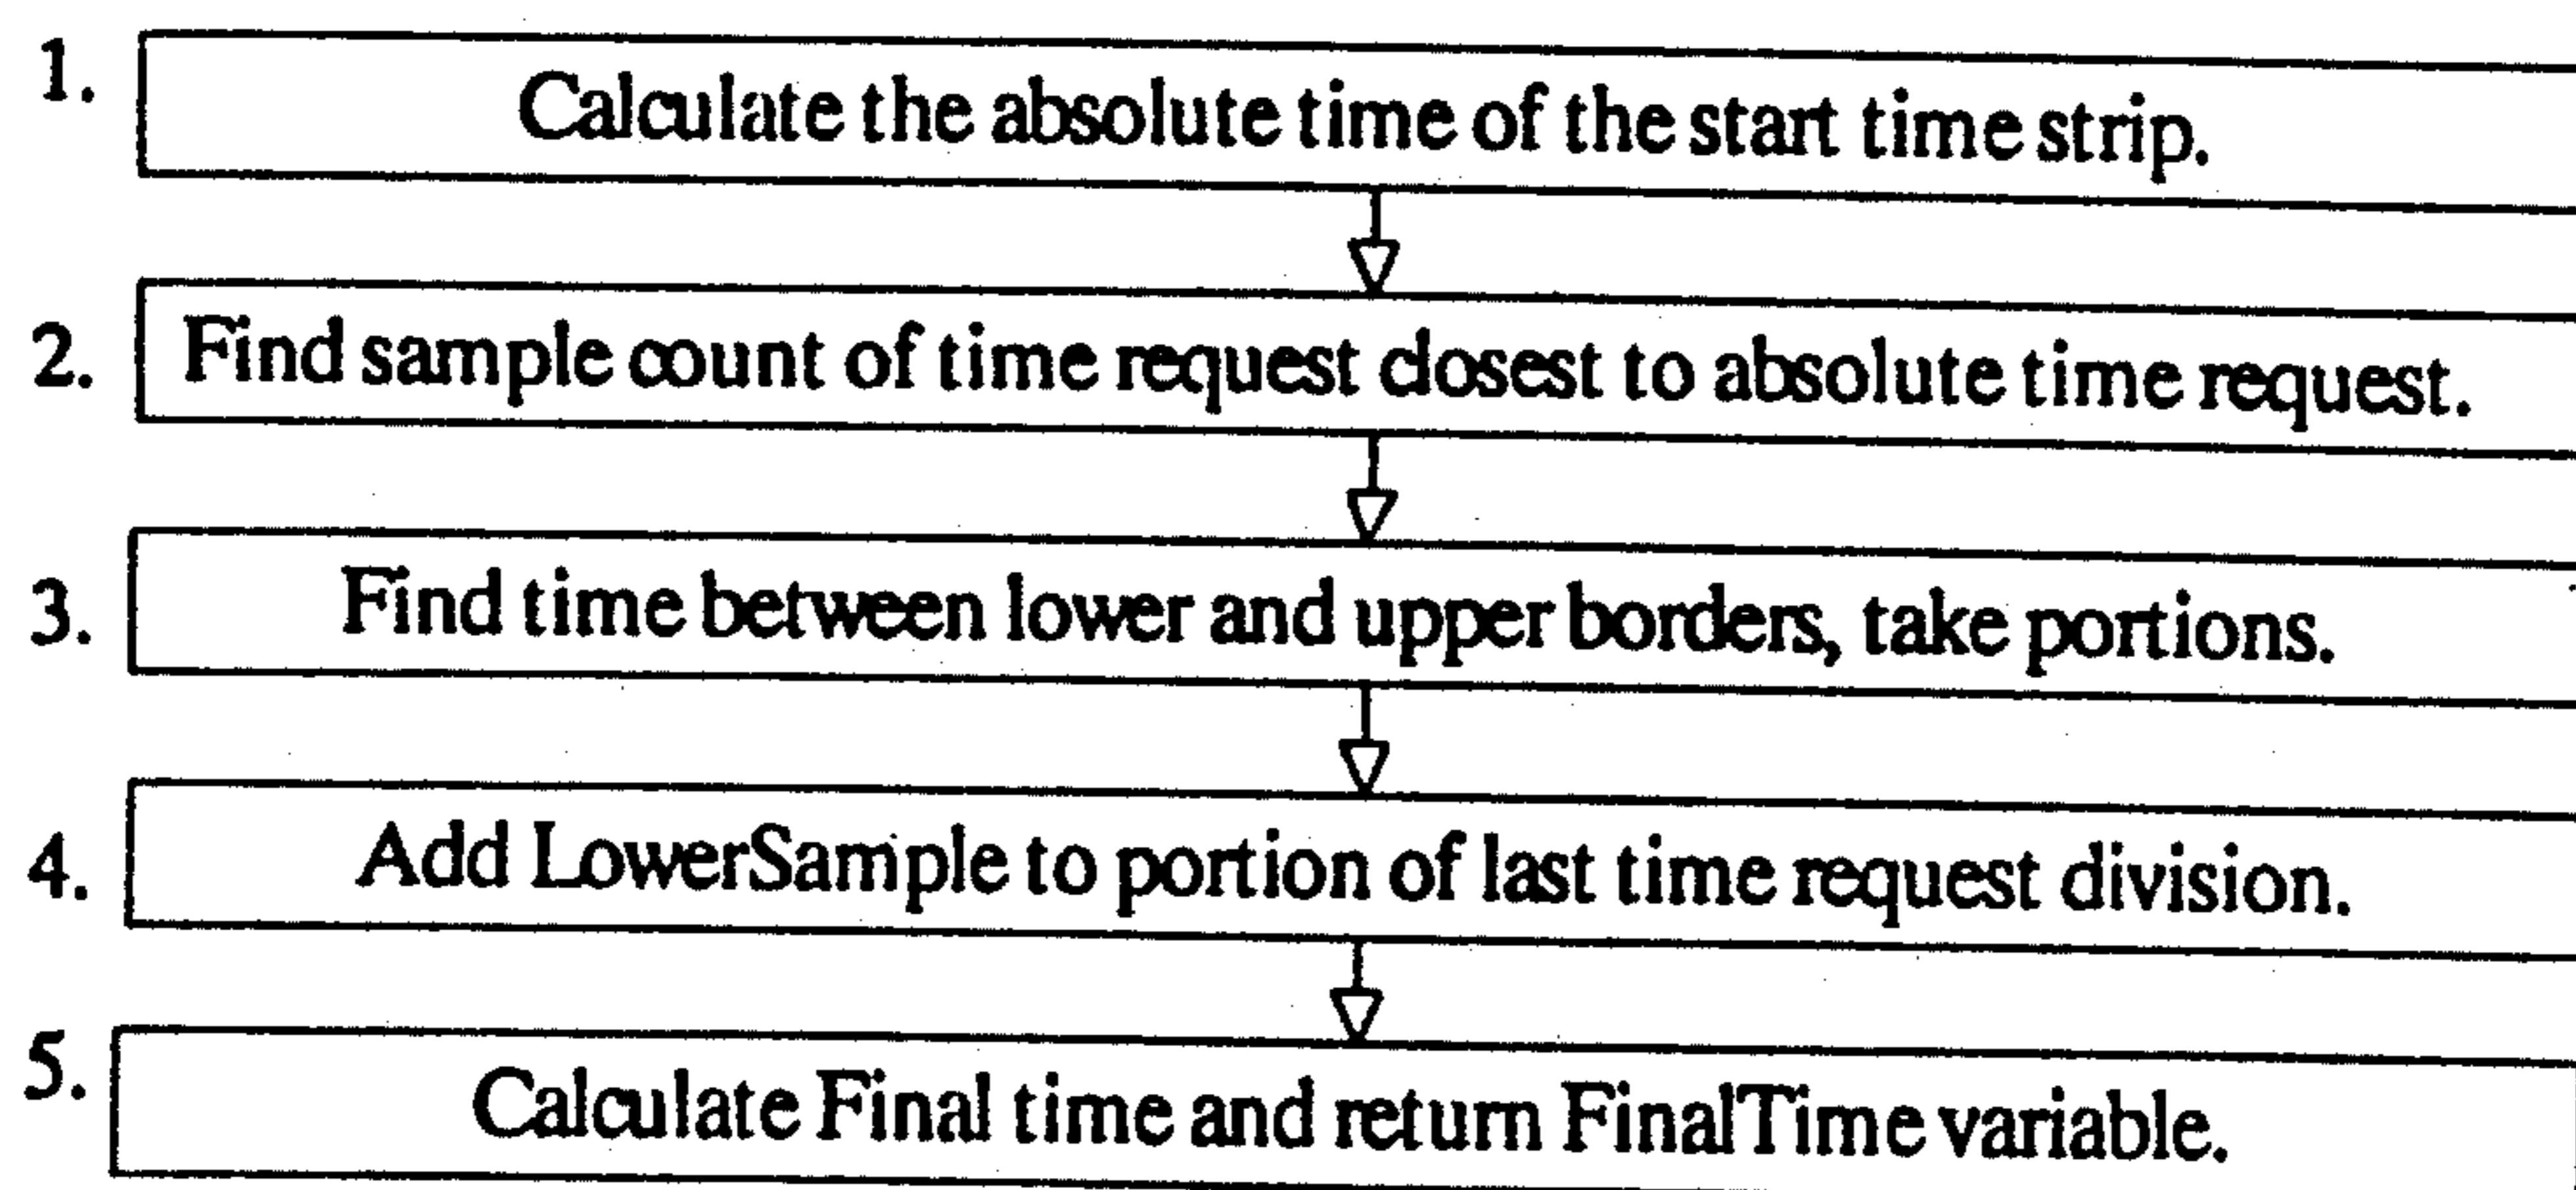 1. Calculate the absolute time of the start time strip.
2. Find sample count of time request closest to absolute time request.
3. Find time between lower and upper borders, take portions.
4. Add LowerSample to portion of last time request division.
5. Calculate Final time and return FinalTime variable.